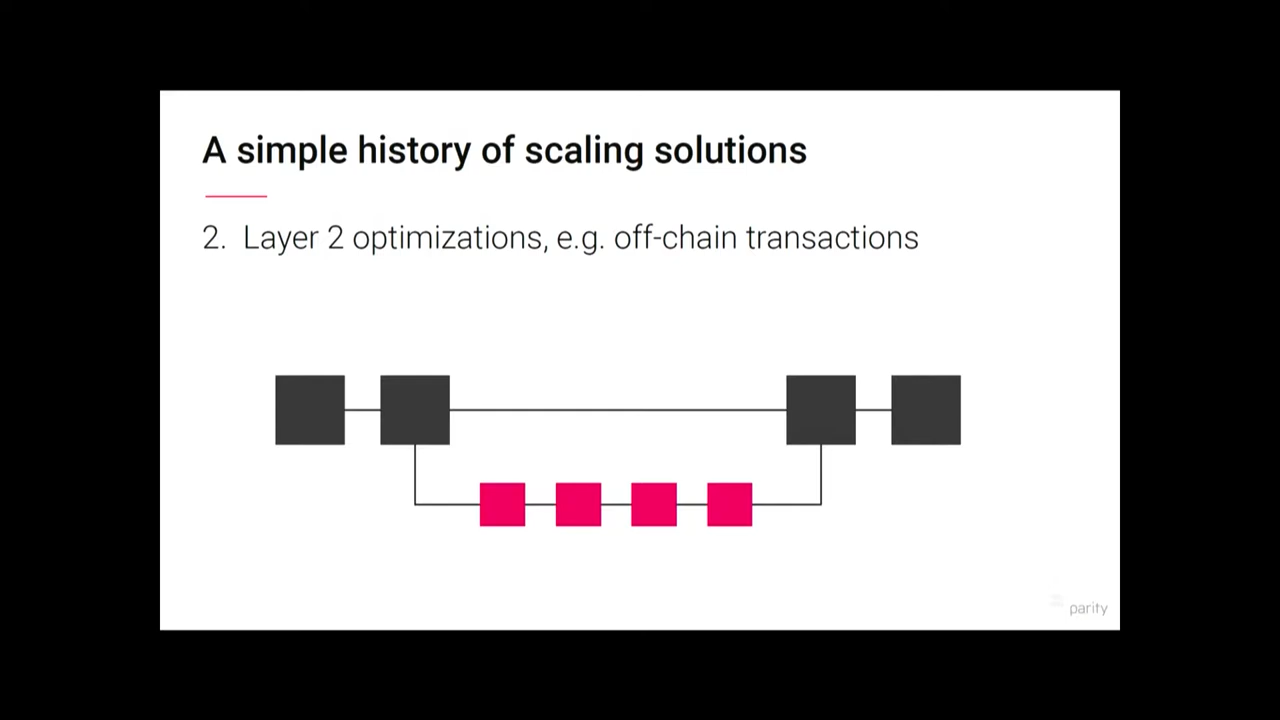 A simple history of scaling solutions
2. Layer 2 optimizations, e.g. off-chain transactions
parity